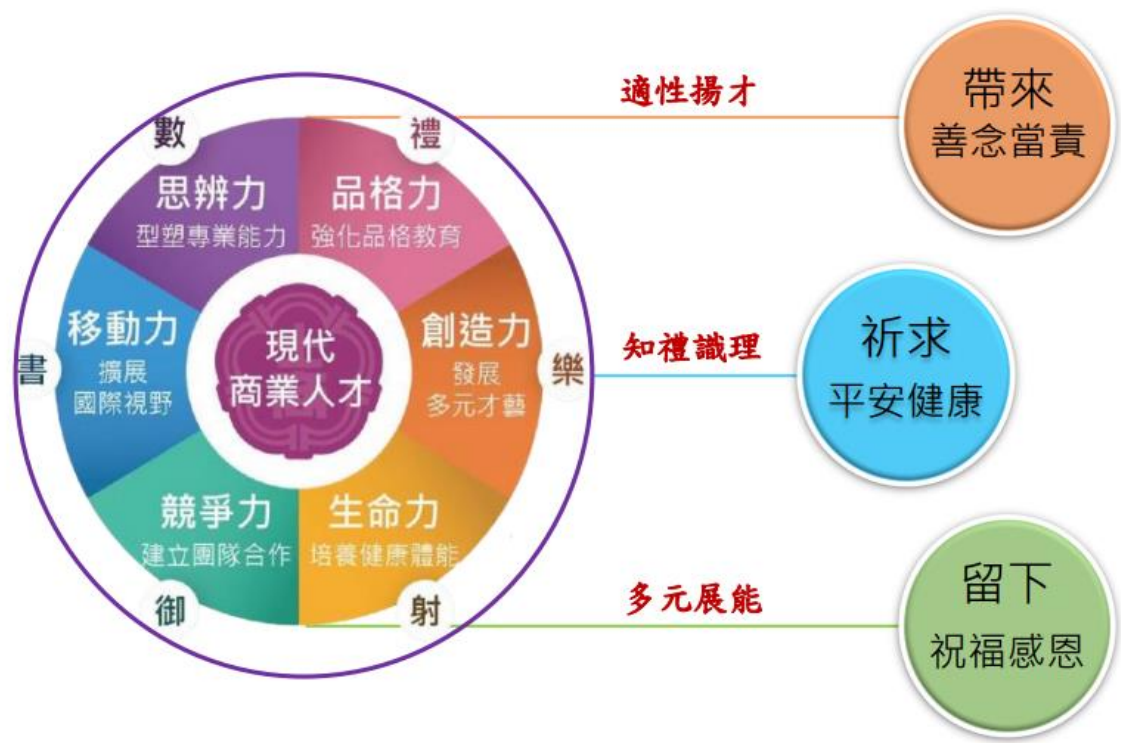 數
禮
思辨力
型塑專業能力
品格力
強化品格教育
移動力
擴展
國際視野
書
現代
商業人才
創造力
發展
多元才藝
樂
競爭力
建立團隊合作
御
生命力
培養健康體能
射
適性揚才
帶來
善念當責
知禮識理
祈求
平安健康
多元展能
留下
祝福感恩